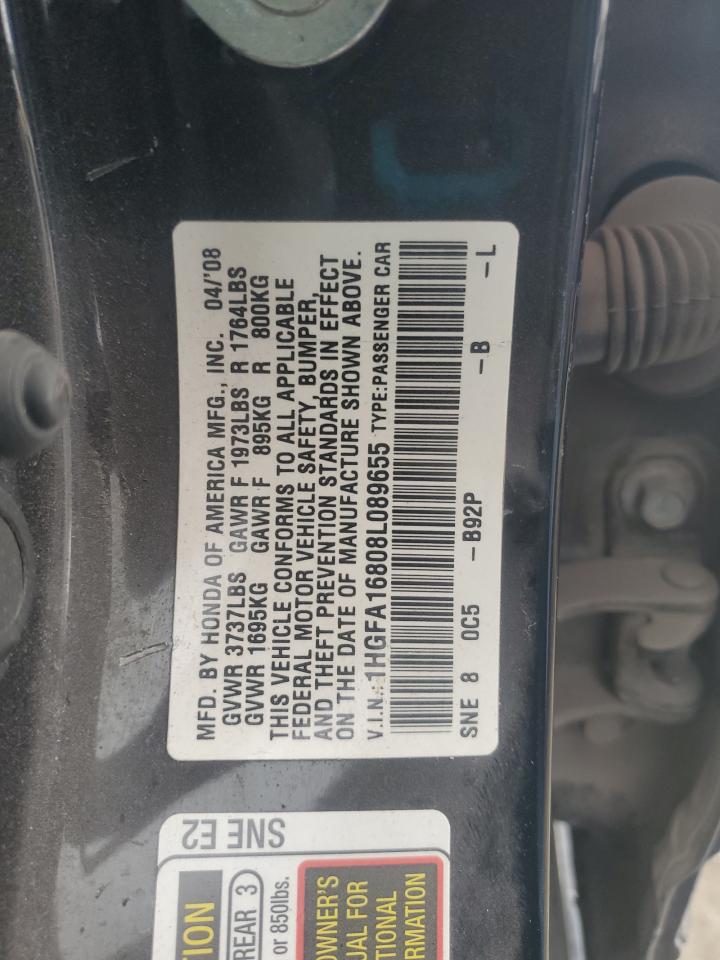 MFD. BY HONDA OF AMERICA MFG., INC. 04/'08
GVWR 3737LBS GAWR F 1973LBS R 1764LBS
GVWR 1695KG GAWR F 895KG R 800KG
THIS VEHICLE CONFORMS TO ALL APPLICABLE
FEDERAL MOTOR VEHICLE SAFETY, BUMPER,
AND THEFT PREVENTION STANDARDS IN EFFECT
ON THE DATE OF MANUFACTURE SHOWN ABOVE.
V.I.N.: 1HGFA16808L089655 TYPE:PASSENGER CAR
SNE 8 0C5 -B92P -B -L
SNE E2
TION
REAR 3
or 850lbs.
OWNER'S
UAL FOR
TIONAL
RMATION